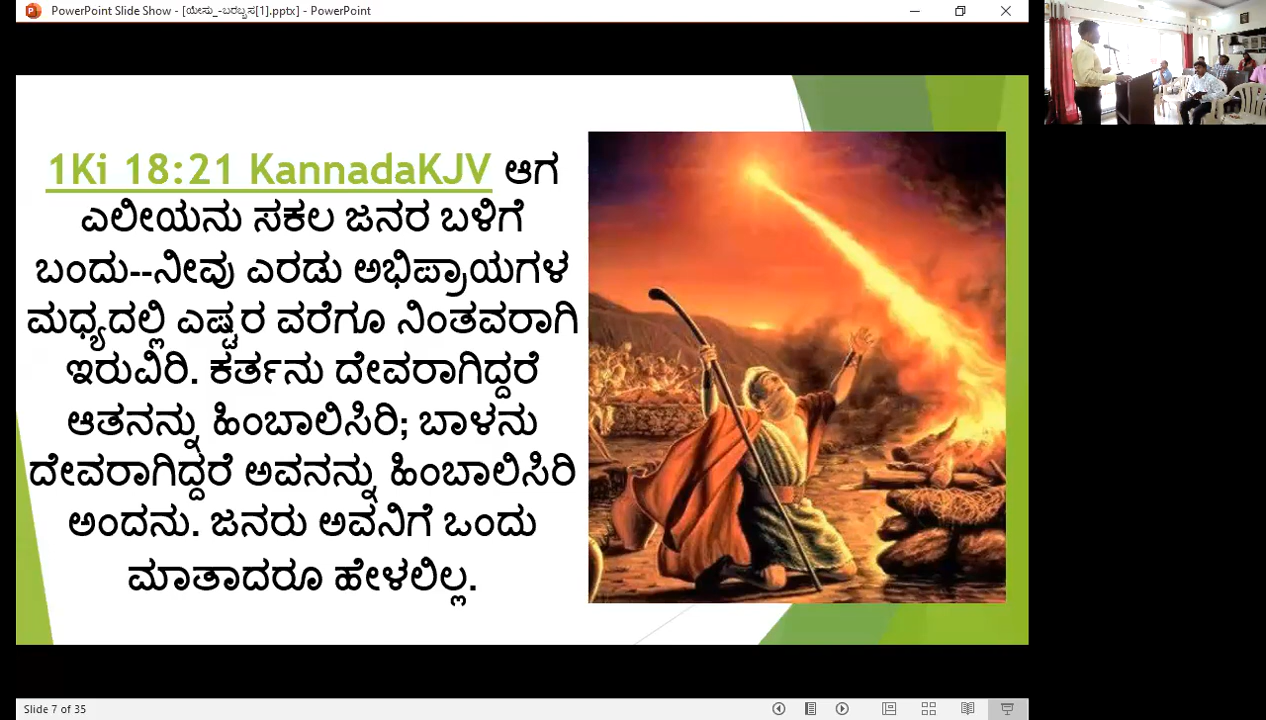 PowerPoint Slide Show - [ಯೇಸು_-ಬರಬ್ಬಸ[1].pptx] - PowerPoint
1Ki 18:21 KannadaKJV ಆಗ
ಎಲೀಯನು ಸಕಲ ಜನರ ಬಳಿಗೆ
ಬಂದು--ನೀವು ಎರಡು ಅಭಿಪ್ರಾಯಗಳ
ಮಧ್ಯದಲ್ಲಿ ಎಷ್ಟರ ವರೆಗೂ ನಿಂತವರಾಗಿ
ಇರುವಿರಿ. ಕರ್ತನು ದೇವರಾಗಿದ್ದರೆ
ಆತನನ್ನು ಹಿಂಬಾಲಿಸಿರಿ; ಬಾಳನು
ದೇವರಾಗಿದ್ದರೆ ಅವನನ್ನು ಹಿಂಬಾಲಿಸಿರಿ
ಅಂದನು. ಜನರು ಅವನಿಗೆ ಒಂದು
ಮಾತಾದರೂ ಹೇಳಲಿಲ್ಲ.
Slide 7 of 35